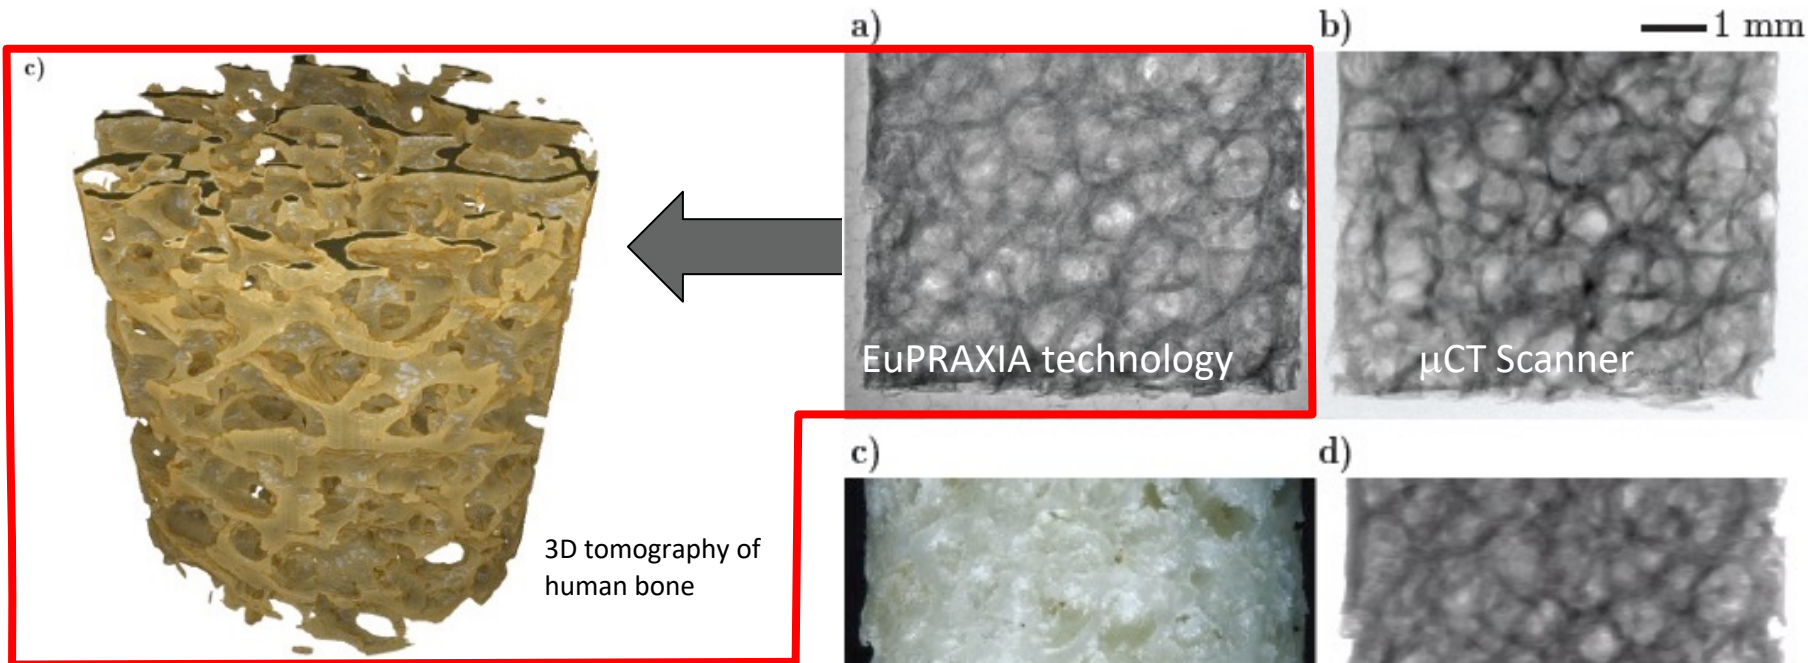 a)
b)
1 mm
c)
EuPRAXIA technology
μCT Scanner
c)
d)
3D tomography of
human bone